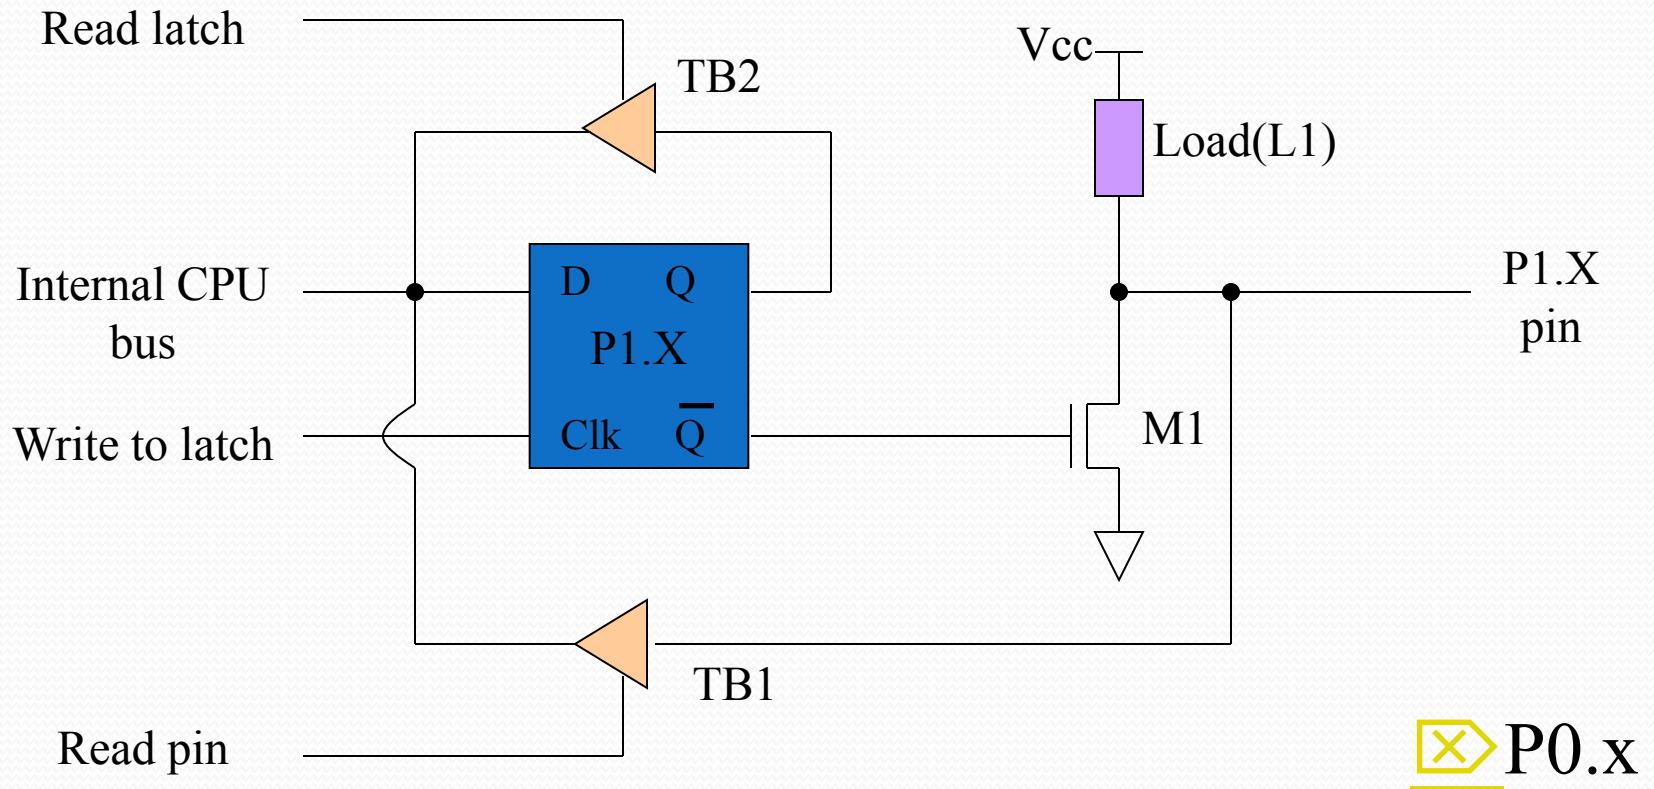 Read latch
TB2
Vcc
Load(L1)
Internal CPU
bus
D Q
P1.X
Clk Q
Write to latch
M1
P1.X
pin
TB1
Read pin
P0.x